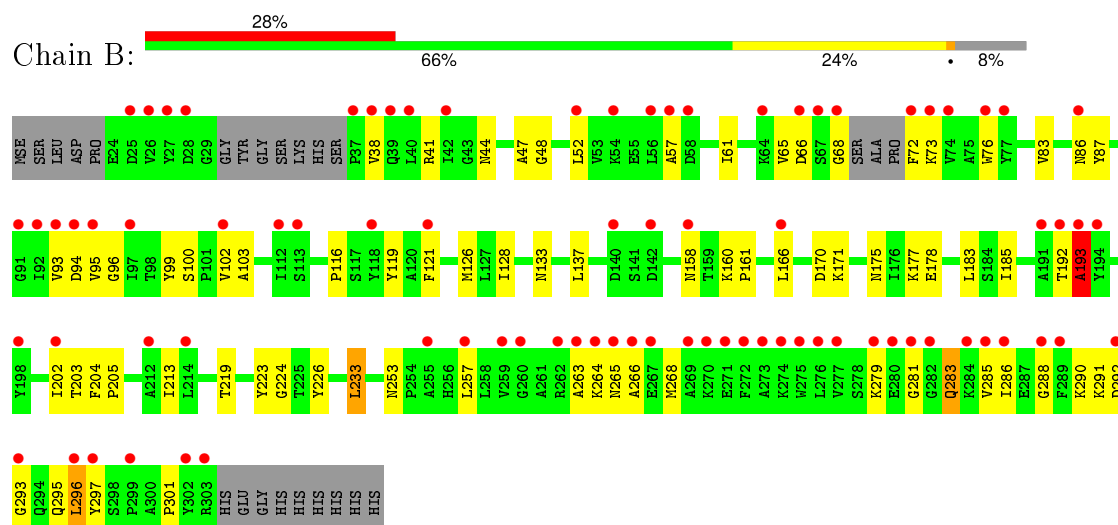 28%
Chain B:
66% 24% • 8%
MSE SER LEU ASP PRO E24 D25 V26 Y27 D28 G29 GLY TYR GLY SER LYS HIS SER P37 V38 Q39 L40 R41 I42 G43 N44 A47 G48 L52 V53 K54 E55 L56 A57 D58 I61 K64 V65 D66 S67 G68 SER ALA PRO F72 K73 V74 A75 W76 Y77 V83 N86 Y87
G91 I92 V93 D94 V95 G96 I97 T98 Y99 S100 P101 V102 A103 I112 S113 P116 S117 Y118 Y119 A120 F121 M126 L127 I128 N133 L137 D140 S141 D142 N158 T159 K160 P161 L166 D170 K171 N175 I176 K177 E178 L183 S184 I185 A191 T192 A193 Y194
Y198 I202 T203 F204 P205 A212 I213 L214 T219 Y223 G224 T225 Y226 L233 N253 P254 A255 H256 L257 L258 V259 G260 A261 R262 A263 K264 N265 A266 E267 M268 A269 K270 E271 F272 A273 K274 W275 L276 V277 S278 K279 E280 G281 G282 Q283 K284 V285 I286 E287 G288 F289 K290 K291 D292
G293 Q294 Q295 L296 Y297 S298 P299 A300 P301 Y302 R303 HIS GLU GLY HIS HIS HIS HIS HIS HIS